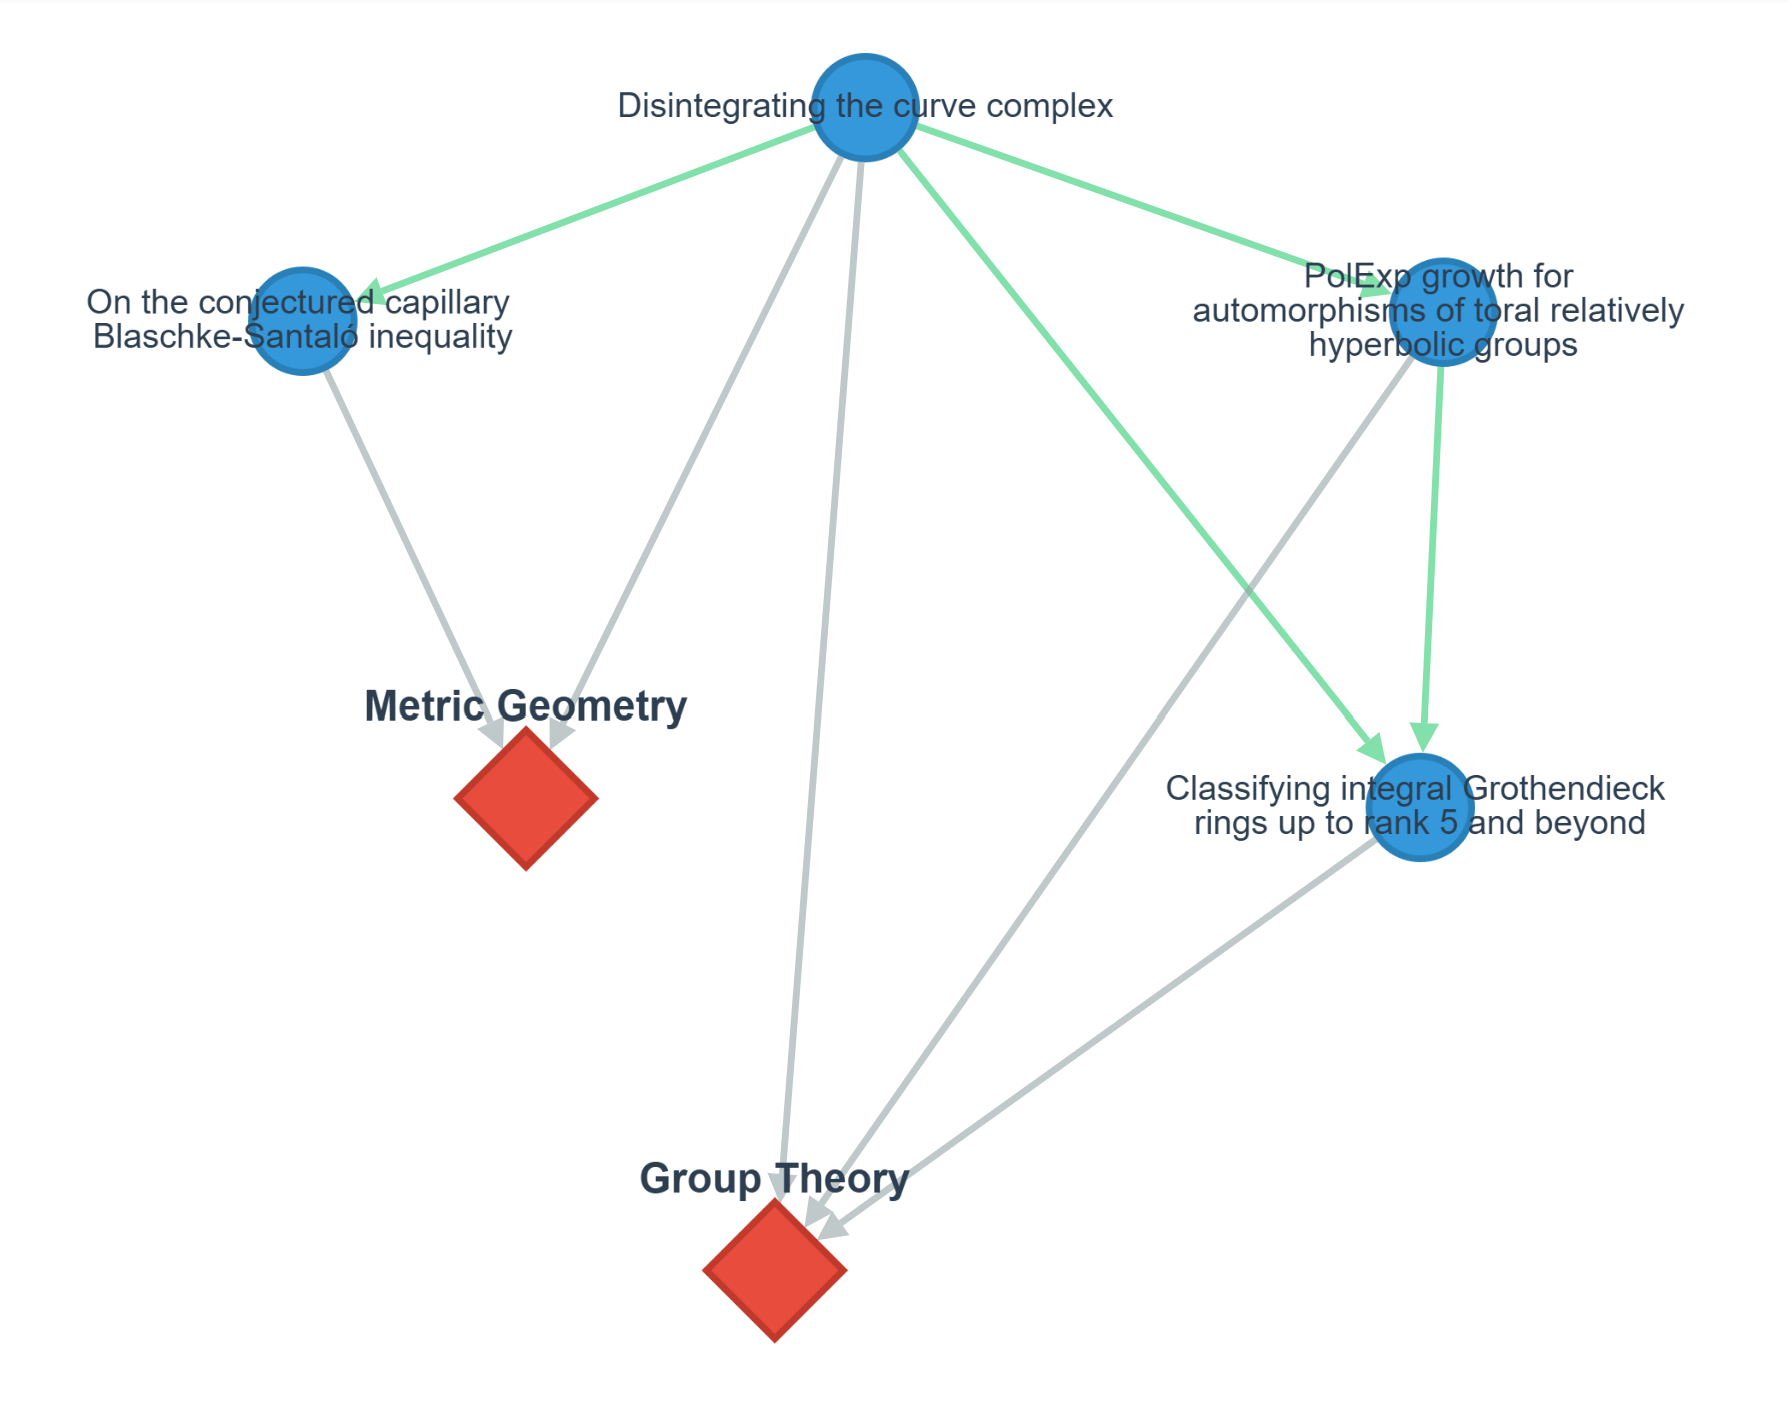 Disintegrating the curve complex
On the conjectured capillary
Blaschke-Santaló inequality
PolExp growth for
automorphisms of toral relatively
hyperbolic groups
Metric Geometry
Classifying integral Grothendieck
rings up to rank 5 and beyond
Group Theory